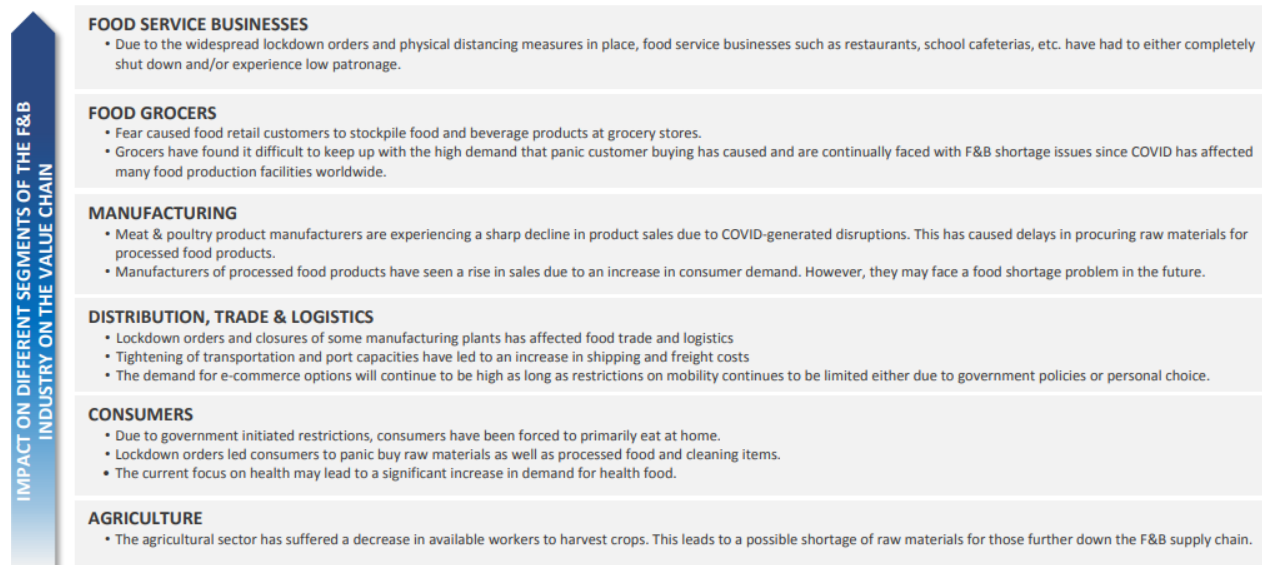 IMPACT ON DIFFERENT SEGMENTS OF THE F&B
INDUSTRY ON THE VALUE CHAIN
FOOD SERVICE BUSINESSES
• Due to the widespread lockdown orders and physical distancing measures in place, food service businesses such as restaurants, school cafeterias, etc. have had to either completely
shut down and/or experience low patronage.
FOOD GROCERS
• Fear caused food retail customers to stockpile food and beverage products at grocery stores.
• Grocers have found it difficult to keep up with the high demand that panic customer buying has caused and are continually faced with F&B shortage issues since COVID has affected
many food production facilities worldwide.
MANUFACTURING
• Meat & poultry product manufacturers are experiencing a sharp decline in product sales due to COVID-generated disruptions. This has caused delays in procuring raw materials for
processed food products.
• Manufacturers of processed food products have seen a rise in sales due to an increase in consumer demand. However, they may face a food shortage problem in the future.
DISTRIBUTION, TRADE & LOGISTICS
• Lockdown orders and closures of some manufacturing plants has affected food trade and logistics
• Tightening of transportation and port capacities have led to an increase in shipping and freight costs
• The demand for e-commerce options will continue to be high as long as restrictions on mobility continues to be limited either due to government policies or personal choice.
CONSUMERS
• Due to government initiated restrictions, consumers have been forced to primarily eat at home.
• Lockdown orders led consumers to panic buy raw materials as well as processed food and cleaning items.
• The current focus on health may lead to a significant increase in demand for health food.
AGRICULTURE
• The agricultural sector has suffered a decrease in available workers to harvest crops. This leads to a possible shortage of raw materials for those further down the F&B supply chain.